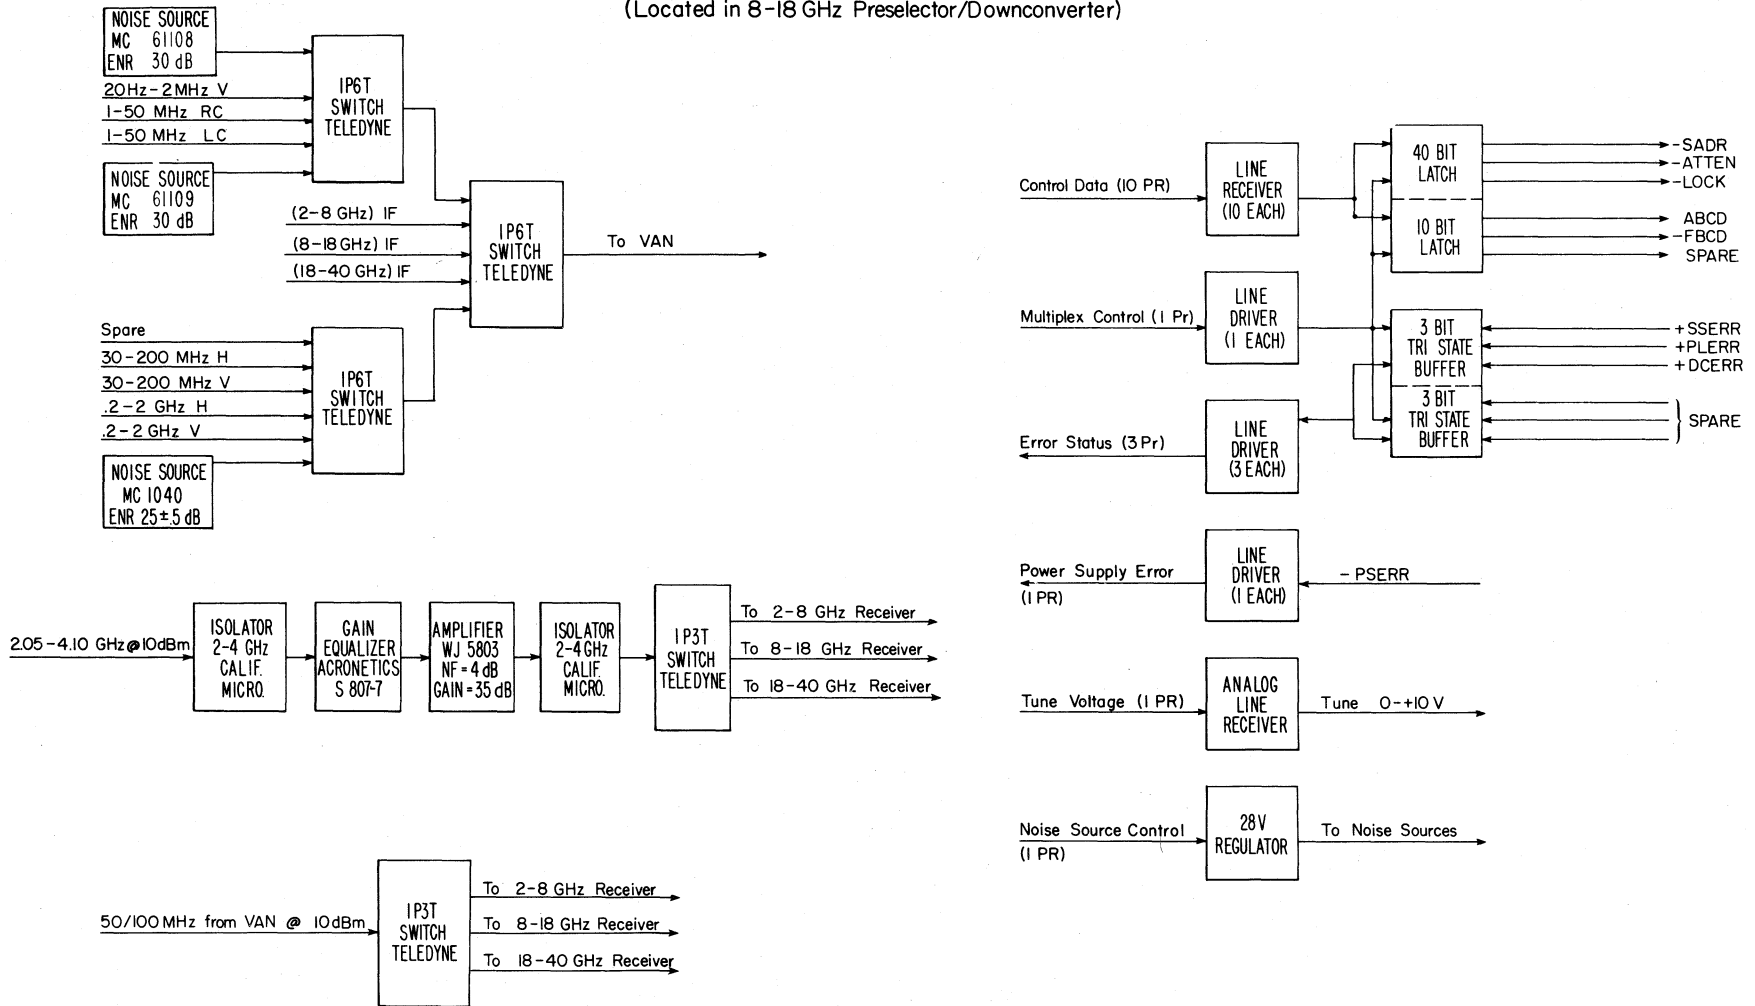 (Located in 8-18 GHz Preselector/Downconverter)
NOISE SOURCE
MC 61108
ENR 30 dB
20Hz-2MHz V
1-50 MHz RC
1-50 MHz LC
NOISE SOURCE
MC 61109
ENR 30 dB
1P6T
SWITCH
TELEDYNE
(2-8 GHz) IF
(8-18GHz) IF
(18-40 GHz) IF
1P6T
SWITCH
TELEDYNE
To VAN
Spare
30-200 MHz H
30-200 MHz V
.2-2 GHz H
.2-2 GHz V
NOISE SOURCE
MC 1040
ENR 25±.5 dB
1P6T
SWITCH
TELEDYNE
2.05-4.10 GHz@10dBm
ISOLATOR
2-4 GHz
CALIF.
MICRO.
GAIN
EQUALIZER
ACRONETICS
S 807-7
AMPLIFIER
WJ 5803
NF=4 dB
GAIN=35 dB
ISOLATOR
2-4 GHz
CALIF.
MICRO.
1P3T
SWITCH
TELEDYNE
To 2-8 GHz Receiver
To 8-18 GHz Receiver
To 18-40 GHz Receiver
50/100 MHz from VAN @ 10dBm
1P3T
SWITCH
TELEDYNE
To 2-8 GHz Receiver
To 8-18 GHz Receiver
To 18-40 GHz Receiver
Control Data (10 PR)
LINE
RECEIVER
(10 EACH)
40 BIT
LATCH
10 BIT
LATCH
-SADR
-ATTEN
-LOCK
ABCD
-FBCD
SPARE
Multiplex Control (1 Pr)
LINE
DRIVER
(1 EACH)
3 BIT
TRI STATE
BUFFER
3 BIT
TRI STATE
BUFFER
+SSERR
+PLERR
+DCERR
SPARE
Error Status (3 Pr)
LINE
DRIVER
(3 EACH)
Power Supply Error
(1 PR)
LINE
DRIVER
(1 EACH)
- PSERR
Tune Voltage (1 PR)
ANALOG
LINE
RECEIVER
Tune 0-+10 V
Noise Source Control
(1 PR)
28V
REGULATOR
To Noise Sources